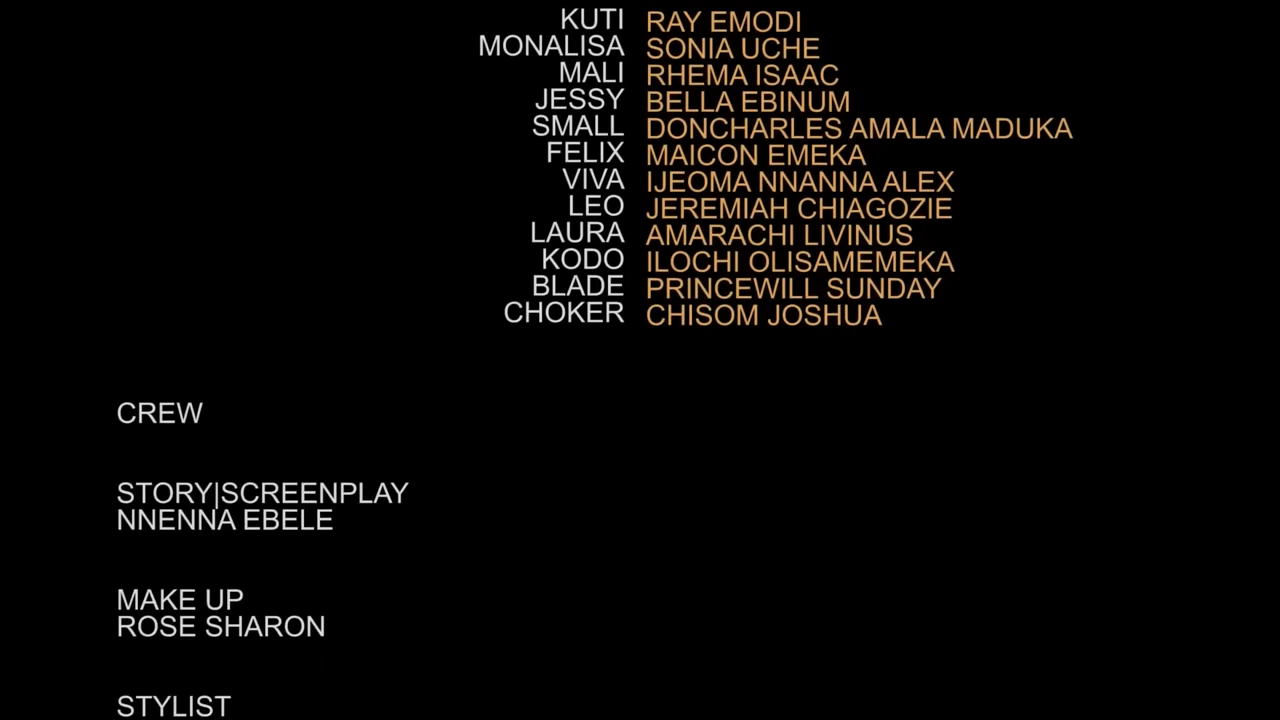 KUTI RAY EMODI
MONALISA SONIA UCHE
MALI RHEMA ISAAC
JESSY BELLA EBINUM
SMALL DONCHARLES AMALA MADUKA
FELIX MAICON EMEKA
VIVA IJEOMA NNANNA ALEX
LEO JEREMIAH CHIAGOZIE
LAURA AMARACHI LIVINUS
KODO ILOCHI OLISAMEMEKA
BLADE PRINCEWILL SUNDAY
CHOKER CHISOM JOSHUA
CREW
STORY|SCREENPLAY
NNENNA EBELE
MAKE UP
ROSE SHARON
STYLIST